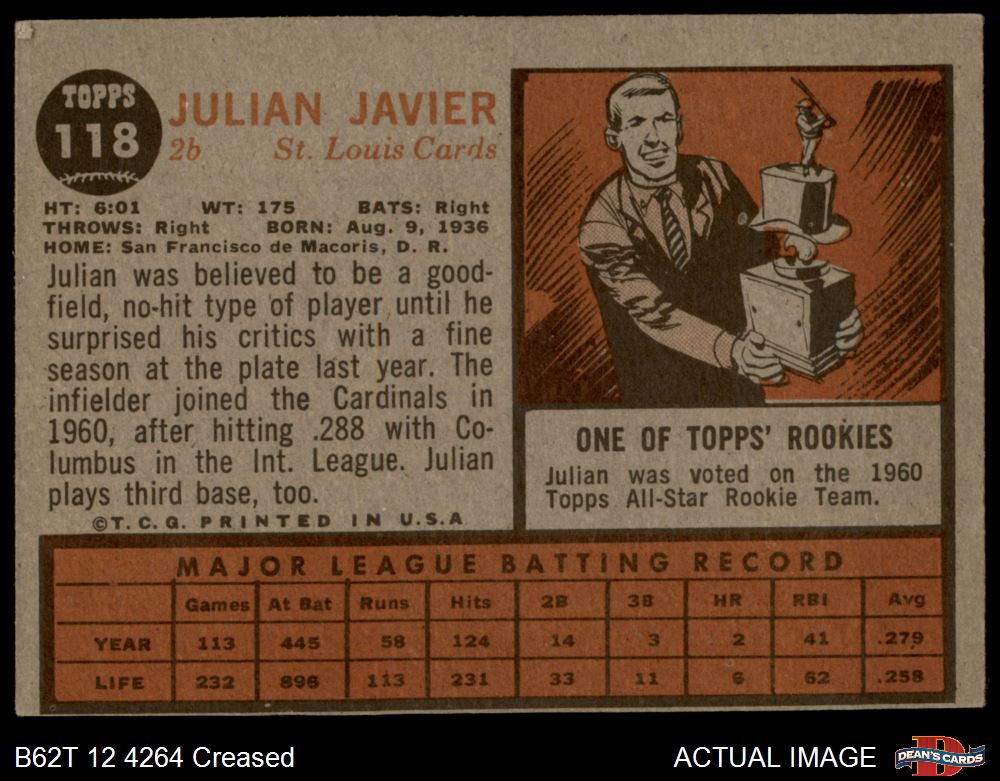 TOPPS
118
JULIAN JAVIER
2b St. Louis Cards
HT: 6:01 WT: 175 BATS: Right
THROWS: Right BORN: Aug. 9, 1936
HOME: San Francisco de Macoris, D. R.
Julian was believed to be a good-
field, no-hit type of player until he
surprised his critics with a fine
season at the plate last year. The
infielder joined the Cardinals in
1960, after hitting .288 with Co-
lumbus in the Int. League. Julian
plays third base, too.
©T.C.G. PRINTED IN U.S.A
ONE OF TOPPS' ROOKIES
Julian was voted on the 1960
Topps All-Star Rookie Team.
MAJOR LEAGUE BATTING RECORD
Games At Bat Runs Hits 2B 3B HR RBI Avg
YEAR 113 445 58 124 14 3 2 41 .279
LIFE 232 896 113 231 33 11 6 62 .258
B62T 12 4264 Creased
ACTUAL IMAGE
D
DEAN'S CARDS